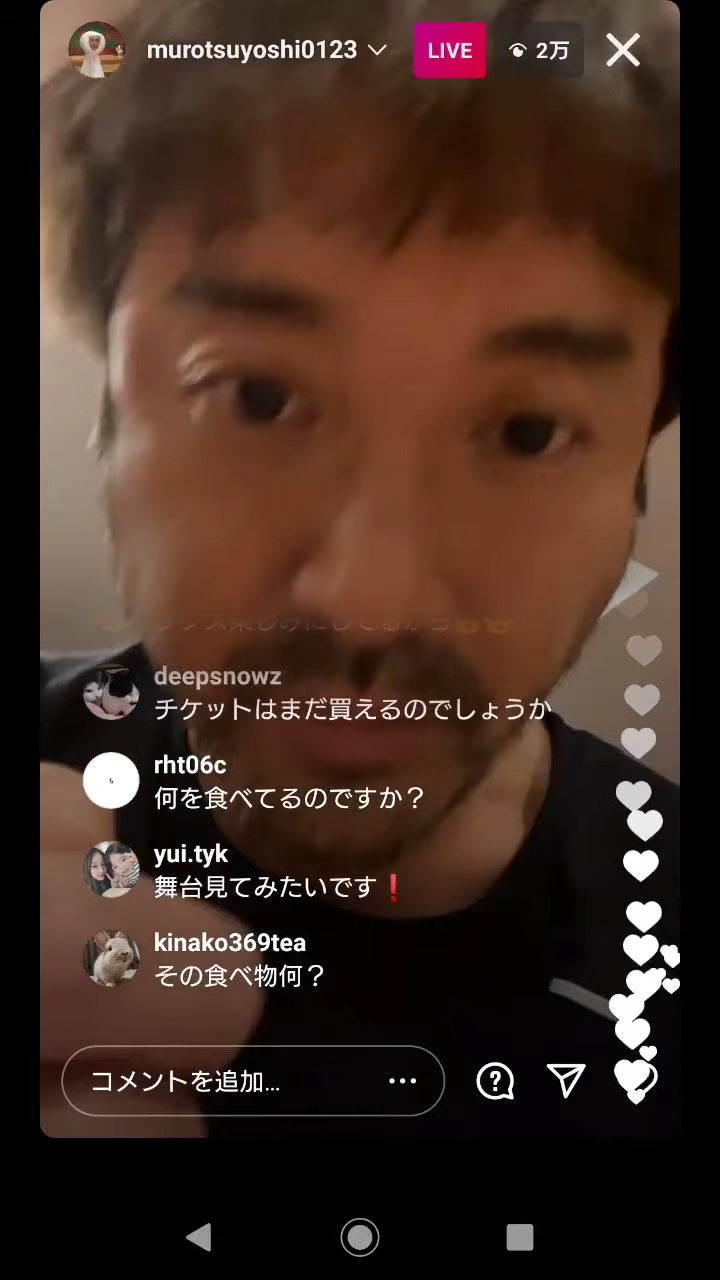 murotsuyoshi0123
LIVE
2万
deepsnowz
チケットはまだ買えるのでしょうか
rht06c
何を食べてるのですか？
yui.tyk
舞台見てみたいです❗
kinako369tea
その食べ物何？
コメントを追加...